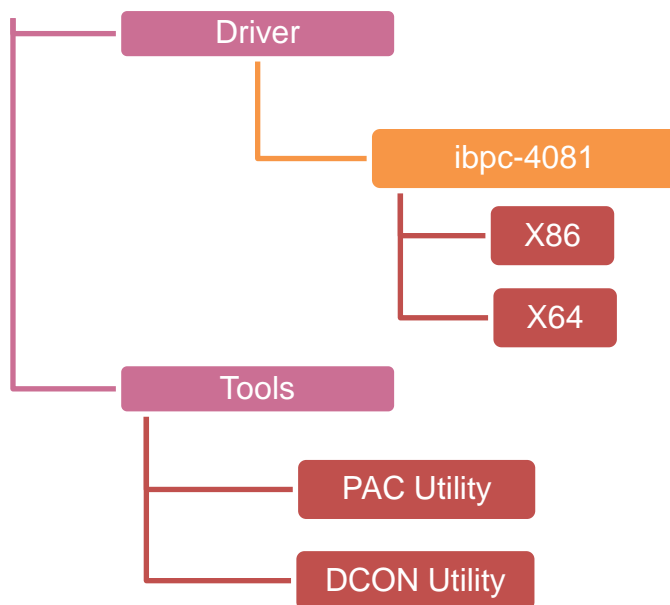 Driver
ibpc-4081
X86
X64
Tools
PAC Utility
DCON Utility